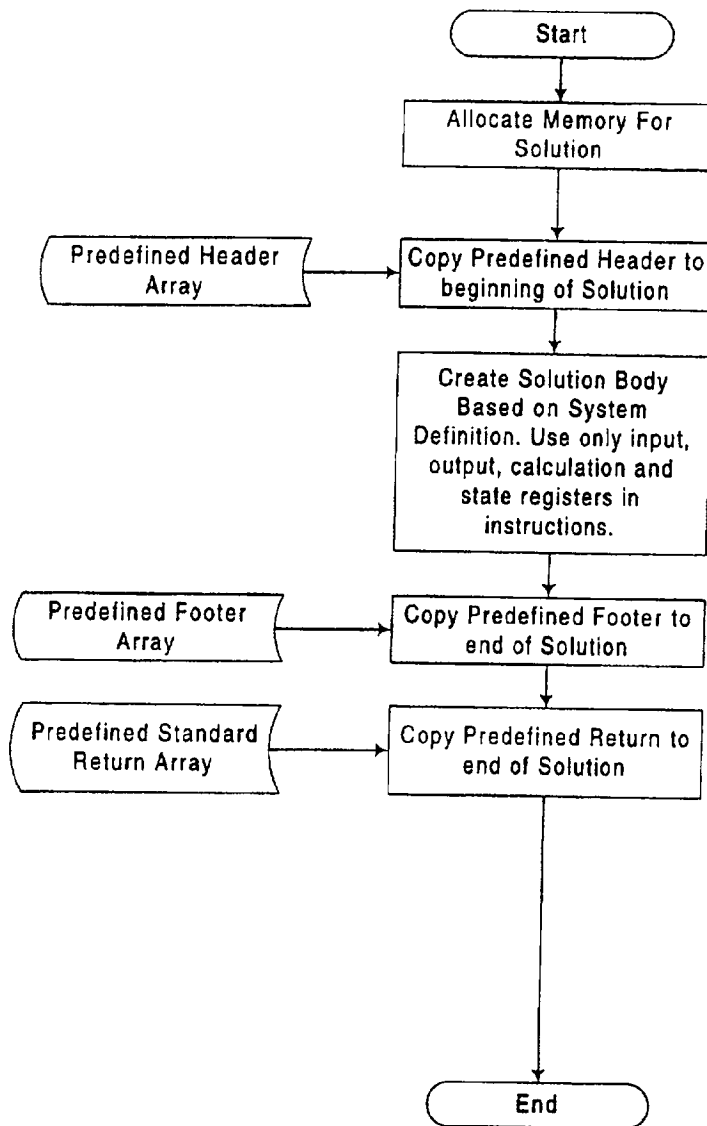 Start
Allocate Memory For
Solution
Predefined Header
Array
Copy Predefined Header to
beginning of Solution
Create Solution Body
Based on System
Definition. Use only input,
output, calculation and
state registers in
instructions.
Predefined Footer
Array
Copy Predefined Footer to
end of Solution
Predefined Standard
Return Array
Copy Predefined Return to
end of Solution
End